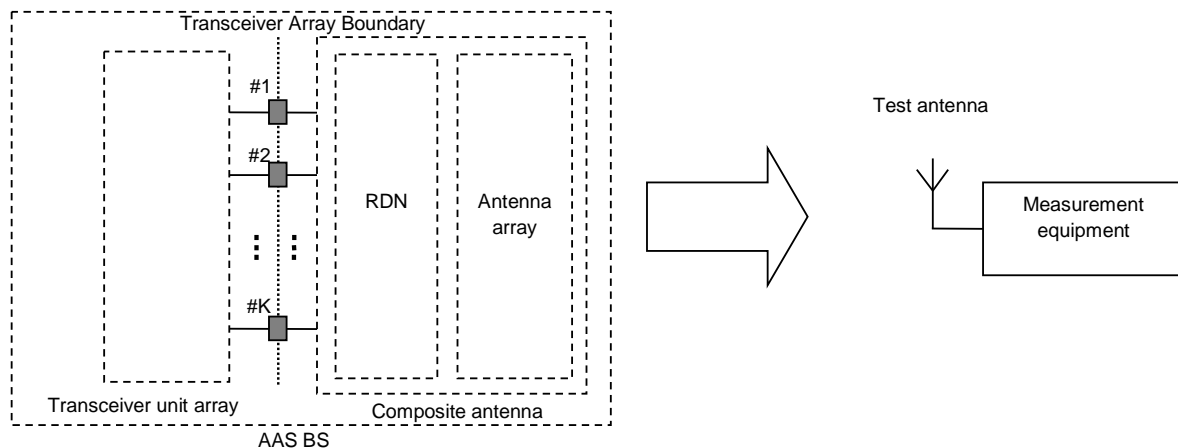 Transceiver Array Boundary
#1
#2
#K
RDN
Antenna
array
Transceiver unit array
Composite antenna
AAS BS
Test antenna
Measurement
equipment